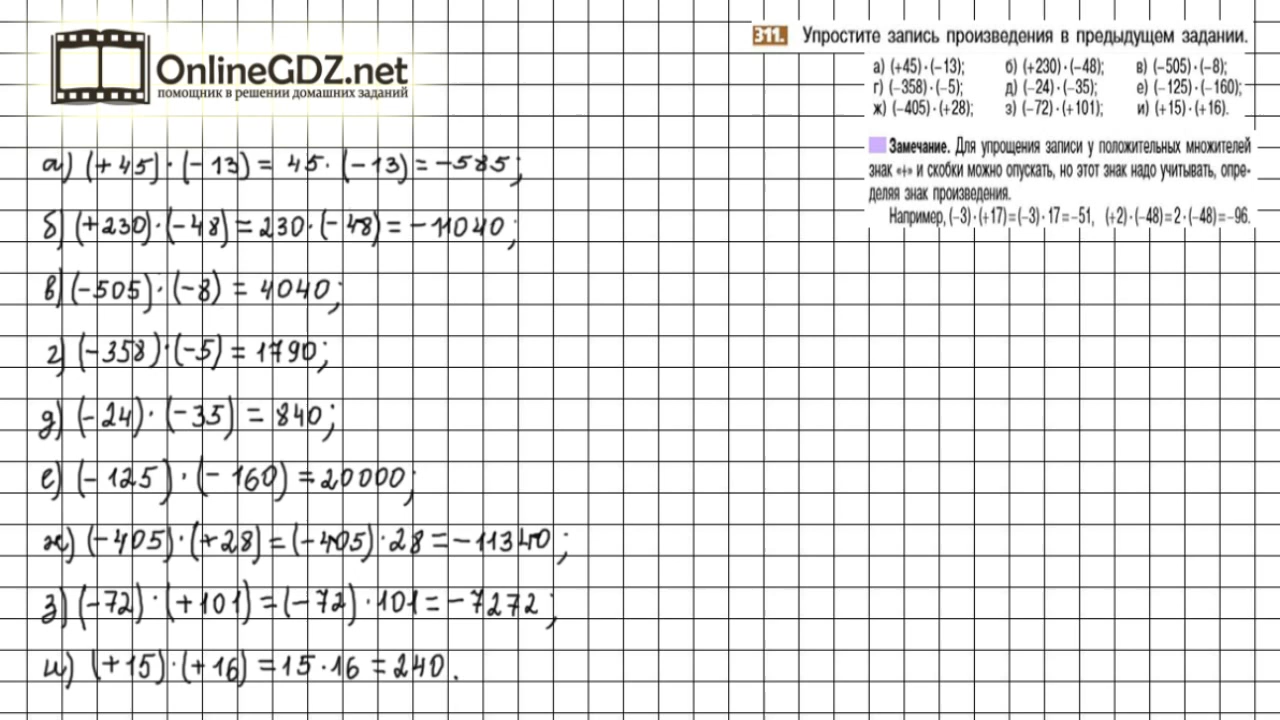 OnlineGDZ.net
помощник в решении домашних заданий
311. Упростите запись произведения в предыдущем задании.
а) (+45)·(−13); б) (+230)·(−48); в) (−505)·(−8);
г) (−358)·(−5); д) (−24)·(−35); е) (−125)·(−160);
ж) (−405)·(+28); з) (−72)·(+101); и) (+15)·(+16).
Замечание. Для упрощения записи у положительных множителей
знак «+» и скобки можно опускать, но этот знак надо учитывать, опре-
деляя знак произведения.
Например, (−3)·(+17)=(−3)·17=−51, (+2)·(−48)=2·(−48)=−96.
а) (+45)·(−13) = 45·(−13) = −585;
б) (+230)·(−48) = 230·(−48) = −11040;
в) (−505)·(−8) = 4040;
г) (−358)·(−5) = 1790;
д) (−24)·(−35) = 840;
е) (−125)·(−160) = 20000;
ж) (−405)·(+28) = (−405)·28 = −11340;
з) (−72)·(+101) = (−72)·101 = −7272;
и) (+15)·(+16) = 15·16 = 240.